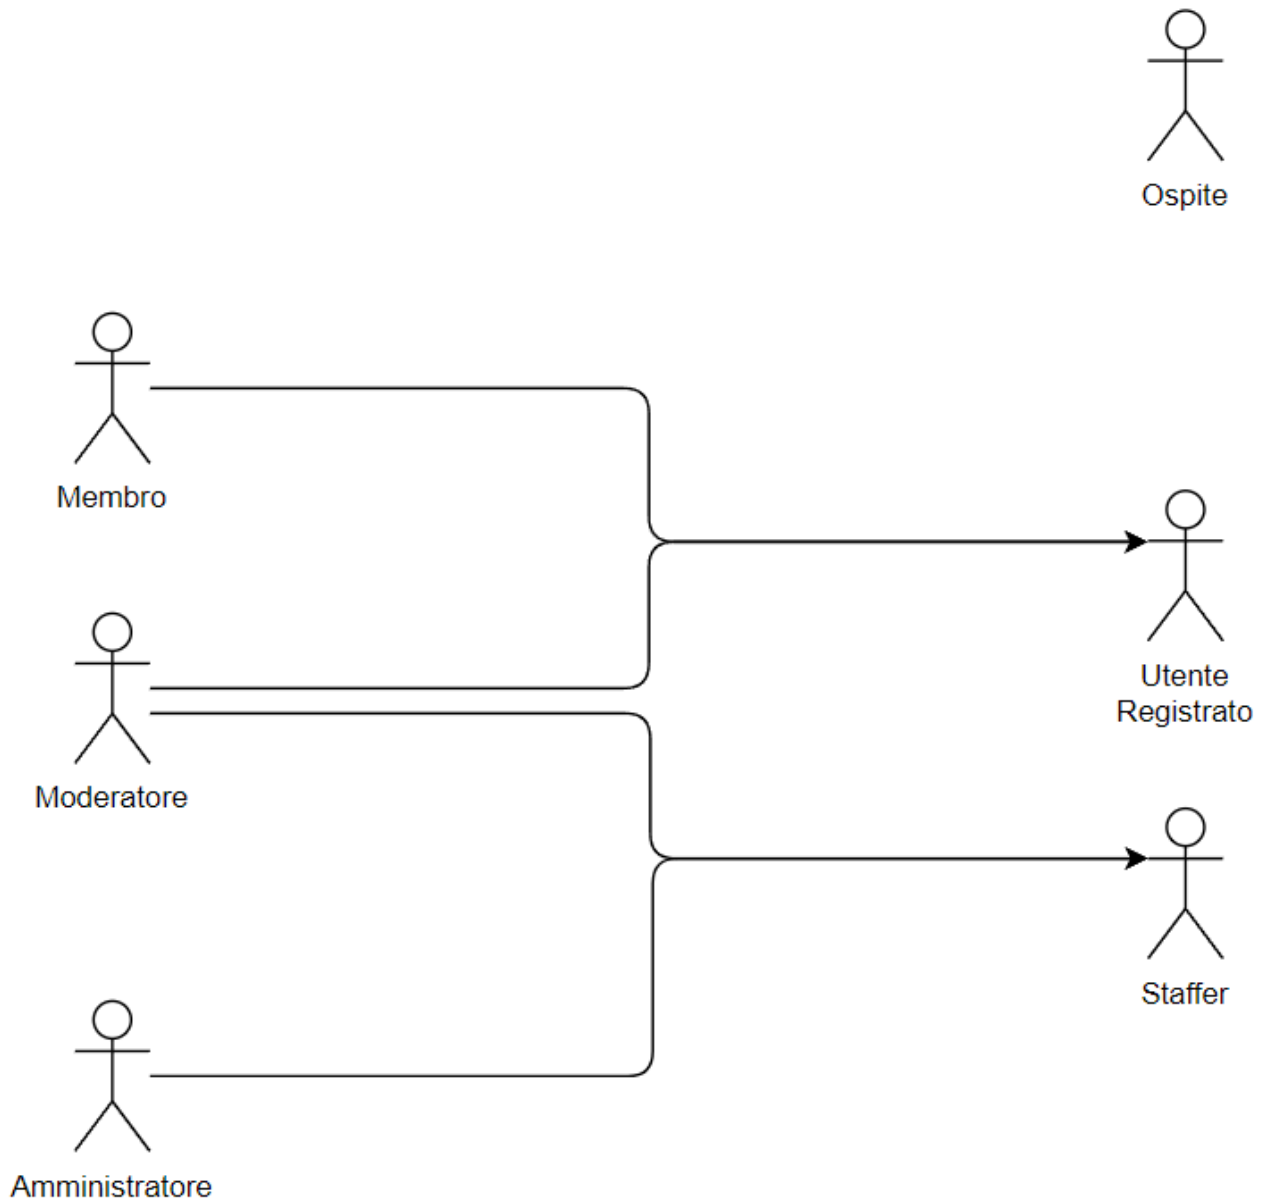 Ospite
Membro
Utente
Registrato
Moderatore
Staffer
Amministratore